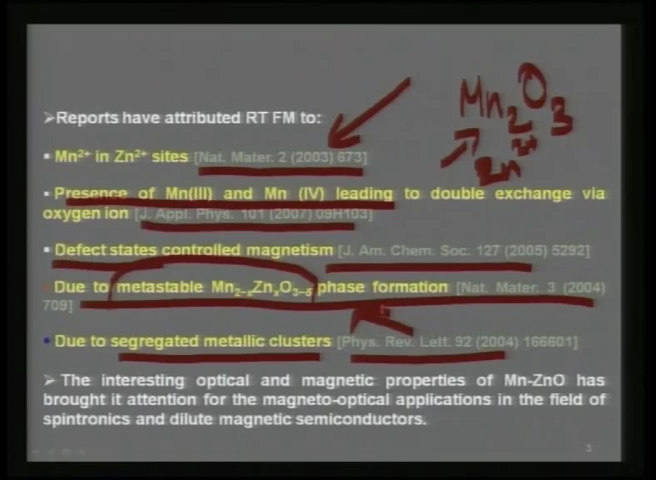 Mn₂O₃
Zn²⁺
➢Reports have attributed RT FM to:
▪ Mn²⁺ in Zn²⁺ sites [Nat. Mater. 2 (2003) 673]
▪ Presence of Mn(III) and Mn (IV) leading to double exchange via
oxygen ion [J. Appl. Phys. 101 (2007) 09H103]
▪ Defect states controlled magnetism [J. Am. Chem. Soc. 127 (2005) 5292]
Due to metastable Mn₂₋ₓZnₓO₃₋δ phase formation [Nat. Mater. 3 (2004)
709]
• Due to segregated metallic clusters [Phys. Rev. Lett. 92 (2004) 166601]
➢ The interesting optical and magnetic properties of Mn-ZnO has
brought it attention for the magneto-optical applications in the field of
spintronics and dilute magnetic semiconductors.
3